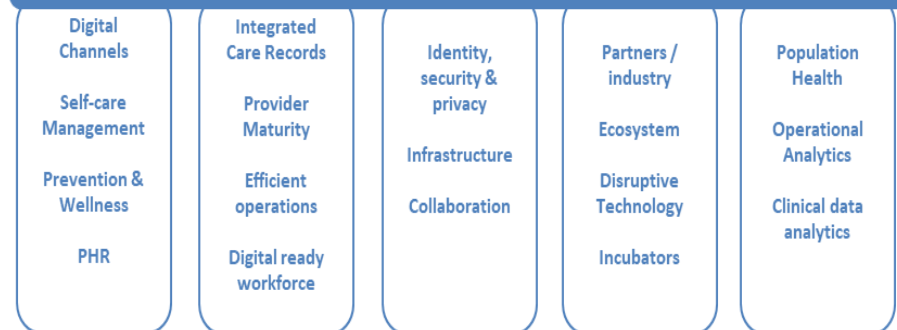 Digital
Channels
Self-care
Management
Prevention &
Wellness
PHR
Integrated
Care Records
Provider
Maturity
Efficient
operations
Digital ready
workforce
Identity,
security &
privacy
Infrastructure
Collaboration
Partners /
industry
Ecosystem
Disruptive
Technology
Incubators
Population
Health
Operational
Analytics
Clinical data
analytics